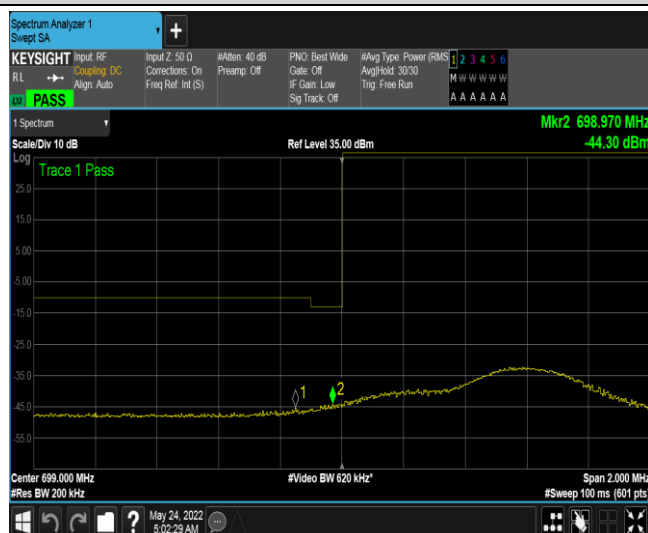 Spectrum Analyzer 1
Swept SA
KEYSIGHT Input: RF Input Z: 50 Ω #Atten: 40 dB PNO: Best Wide #Avg Type: Power (RMS 1 2 3 4 5 6
RL Coupling: DC Corrections: On Preamp: Off Gate: Off Avg|Hold: 30/30 M W W W W W
Align: Auto Freq Ref: Int (S) IF Gain: Low Trig: Free Run
LXI PASS Sig Track: Off A A A A A A
1 Spectrum Mkr2 698.970 MHz
Scale/Div 10 dB Ref Level 35.00 dBm -44.30 dBm
Log
Trace 1 Pass
25.0
15.0
5.00
-5.00
-15.0
-25.0
-35.0
1 2
-45.0
-55.0
Center 699.000 MHz #Video BW 620 kHz* Span 2.000 MHz
#Res BW 200 kHz #Sweep 100 ms (601 pts)
May 24, 2022
5:02:29 AM